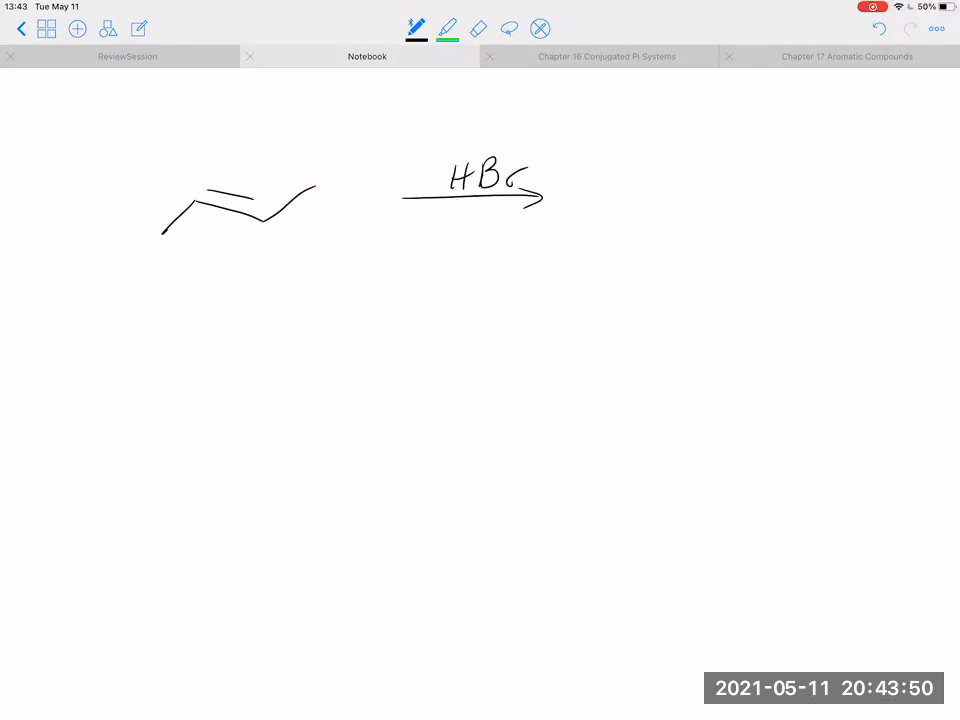 13:43 Tue May 11
50%
ReviewSession
Notebook
Chapter 16 Conjugated Pi Systems
Chapter 17 Aromatic Compounds
HBr
2021-05-11 20:43:50